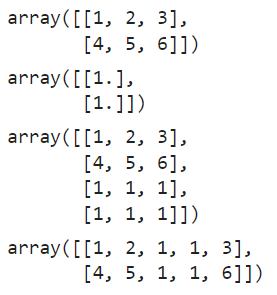 array([[1, 2, 3],
       [4, 5, 6]])
array([[1.],
       [1.]])
array([[1, 2, 3],
       [4, 5, 6],
       [1, 1, 1],
       [1, 1, 1]])
array([[1, 2, 1, 1, 3],
       [4, 5, 1, 1, 6]])